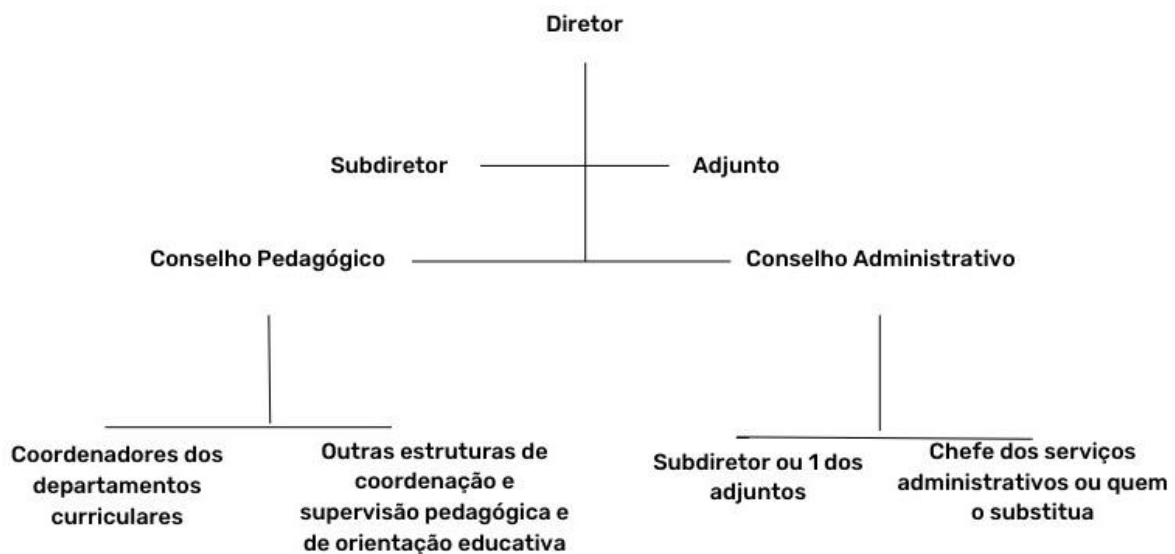 Diretor
Subdiretor
Adjunto
Conselho Pedagógico
Conselho Administrativo
Coordenadores dos
departamentos
curriculares
Outras estruturas de
coordenação e
supervisão pedagógica e
de orientação educativa
Subdiretor ou 1 dos
adjuntos
Chefe dos serviços
administrativos ou quem
o substitua